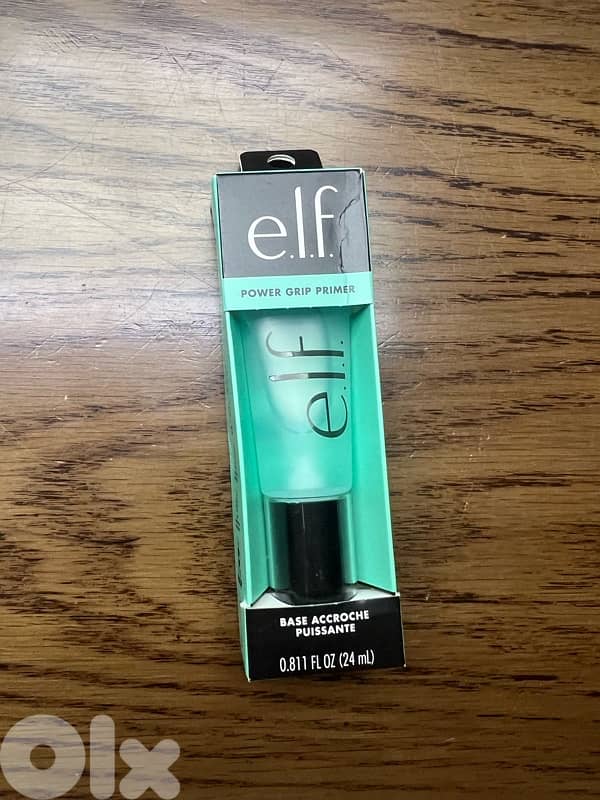 e.l.f.
POWER GRIP PRIMER
e.l.f.
BASE ACCROCHE
PUISSANTE
0.811 FL OZ (24 mL)
Olx